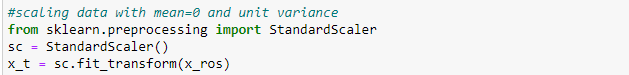 #scaling data with mean=0 and unit variance
from sklearn.preprocessing import StandardScaler
sc = StandardScaler()
x_t = sc.fit_transform(x_ros)